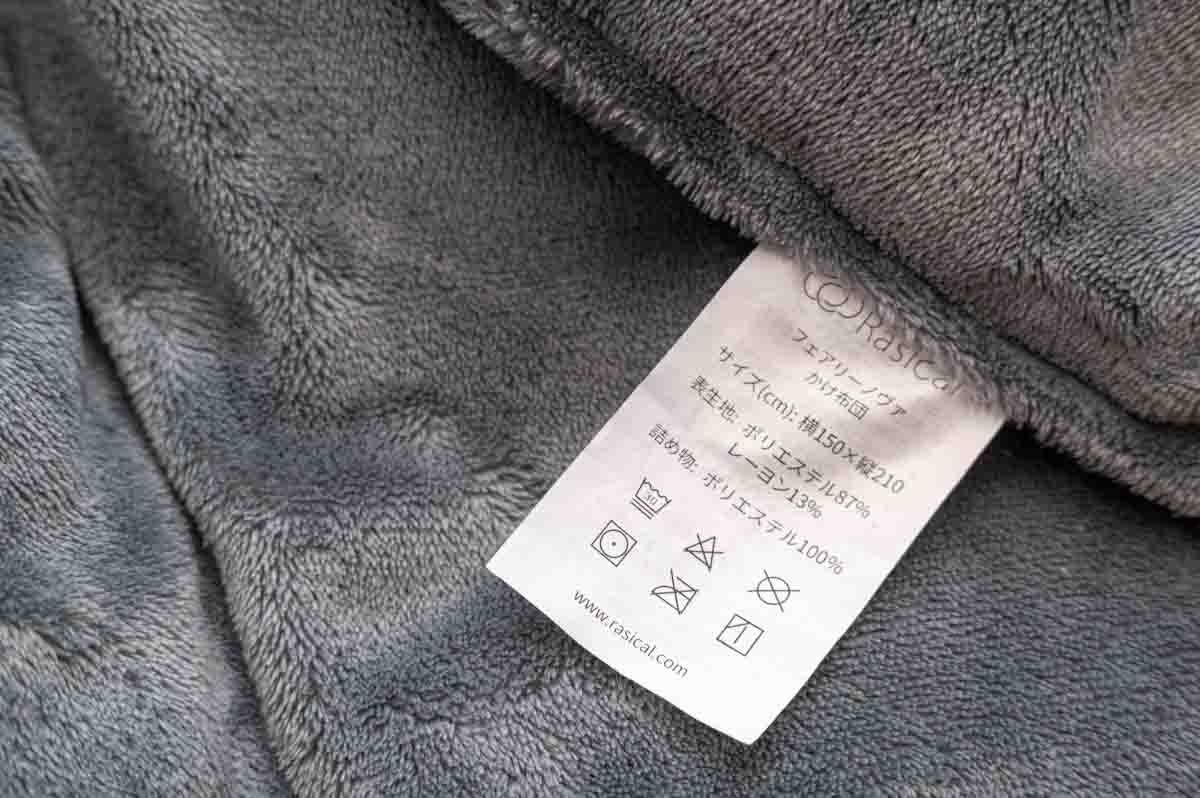 Rasical
フェアリーノヴァ
かけ布団
サイズ(cm): 横150×縦210
表生地: ポリエステル87%
レーヨン13%
詰め物: ポリエステル100%
30
www.rasical.com